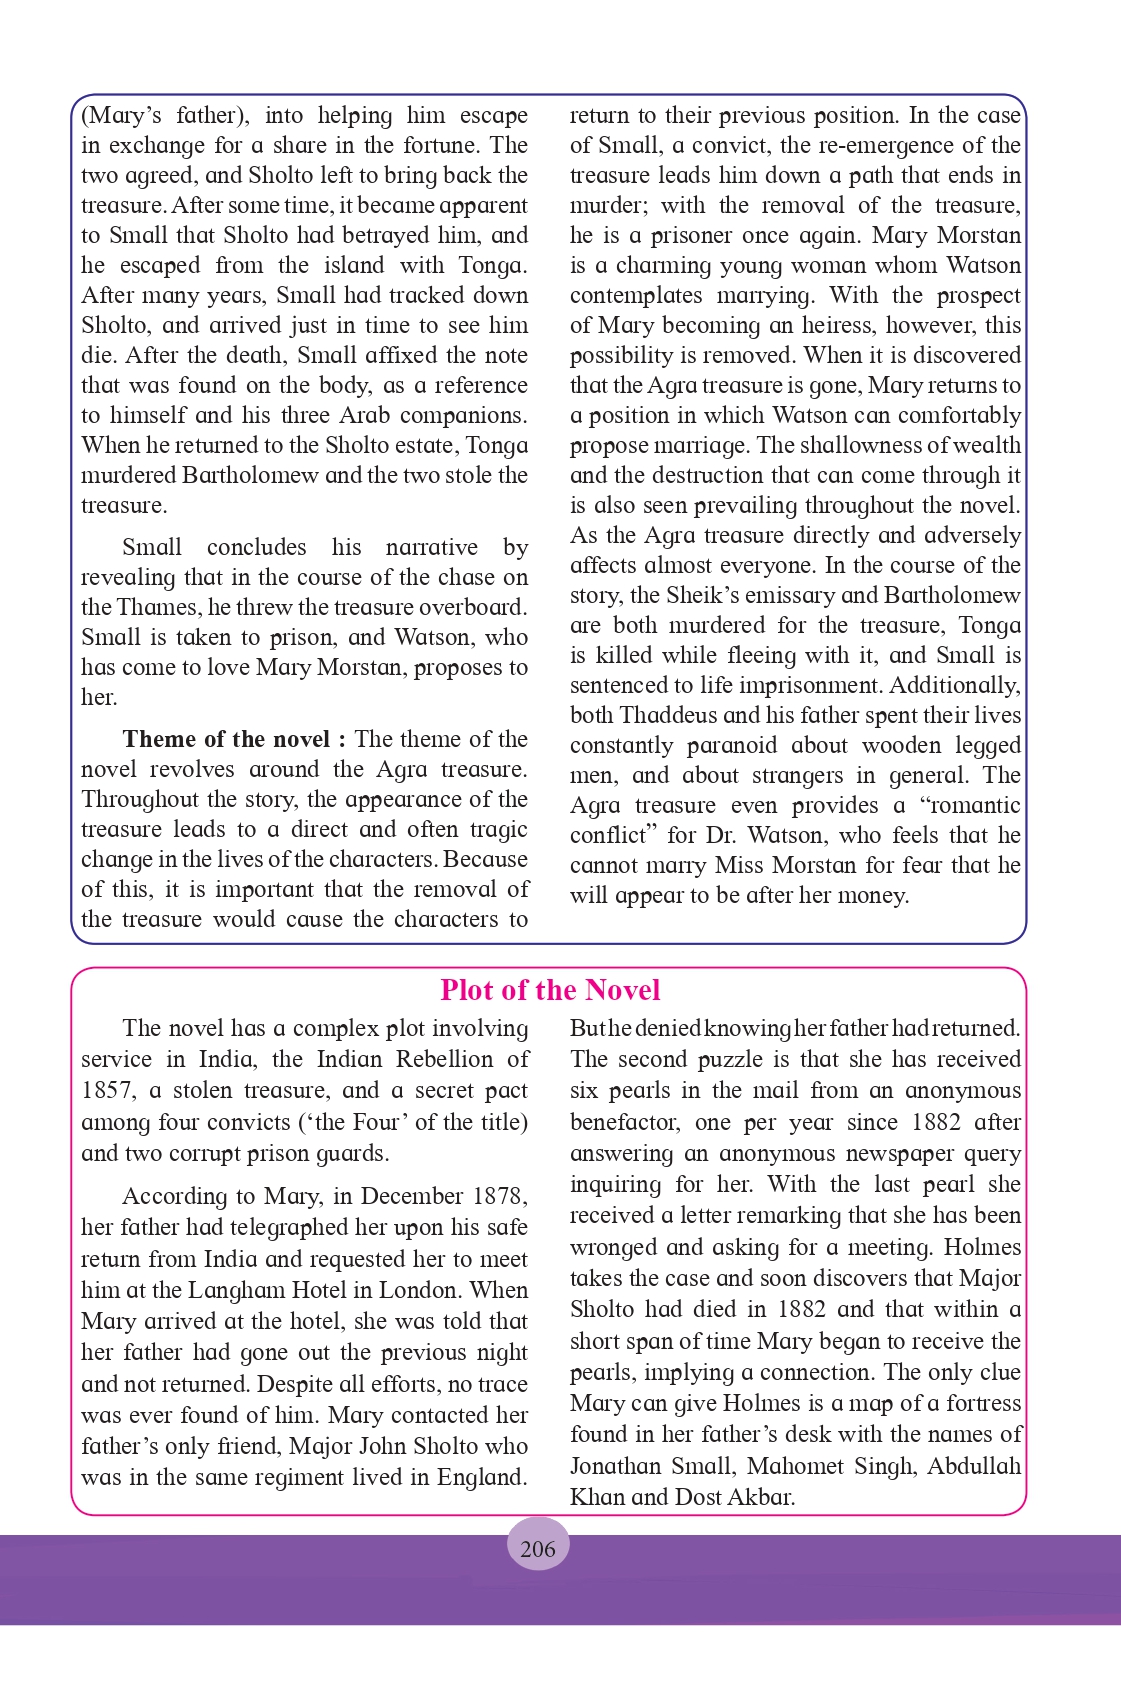 (Mary’s father), into helping him escape
in exchange for a share in the fortune. The
two agreed, and Sholto left to bring back the
treasure. After some time, it became apparent
to Small that Sholto had betrayed him, and
he escaped from the island with Tonga.
After many years, Small had tracked down
Sholto, and arrived just in time to see him
die. After the death, Small affixed the note
that was found on the body, as a reference
to himself and his three Arab companions.
When he returned to the Sholto estate, Tonga
murdered Bartholomew and the two stole the
treasure.
Small concludes his narrative by
revealing that in the course of the chase on
the Thames, he threw the treasure overboard.
Small is taken to prison, and Watson, who
has come to love Mary Morstan, proposes to
her.
Theme of the novel : The theme of the
novel revolves around the Agra treasure.
Throughout the story, the appearance of the
treasure leads to a direct and often tragic
change in the lives of the characters. Because
of this, it is important that the removal of
the treasure would cause the characters to
return to their previous position. In the case
of Small, a convict, the re-emergence of the
treasure leads him down a path that ends in
murder; with the removal of the treasure,
he is a prisoner once again. Mary Morstan
is a charming young woman whom Watson
contemplates marrying. With the prospect
of Mary becoming an heiress, however, this
possibility is removed. When it is discovered
that the Agra treasure is gone, Mary returns to
a position in which Watson can comfortably
propose marriage. The shallowness of wealth
and the destruction that can come through it
is also seen prevailing throughout the novel.
As the Agra treasure directly and adversely
affects almost everyone. In the course of the
story, the Sheik’s emissary and Bartholomew
are both murdered for the treasure, Tonga
is killed while fleeing with it, and Small is
sentenced to life imprisonment. Additionally,
both Thaddeus and his father spent their lives
constantly paranoid about wooden legged
men, and about strangers in general. The
Agra treasure even provides a “romantic
conflict” for Dr. Watson, who feels that he
cannot marry Miss Morstan for fear that he
will appear to be after her money.
Plot of the Novel
The novel has a complex plot involving
service in India, the Indian Rebellion of
1857, a stolen treasure, and a secret pact
among four convicts (‘the Four’ of the title)
and two corrupt prison guards.
According to Mary, in December 1878,
her father had telegraphed her upon his safe
return from India and requested her to meet
him at the Langham Hotel in London. When
Mary arrived at the hotel, she was told that
her father had gone out the previous night
and not returned. Despite all efforts, no trace
was ever found of him. Mary contacted her
father’s only friend, Major John Sholto who
was in the same regiment lived in England.
But he denied knowing her father had returned.
The second puzzle is that she has received
six pearls in the mail from an anonymous
benefactor, one per year since 1882 after
answering an anonymous newspaper query
inquiring for her. With the last pearl she
received a letter remarking that she has been
wronged and asking for a meeting. Holmes
takes the case and soon discovers that Major
Sholto had died in 1882 and that within a
short span of time Mary began to receive the
pearls, implying a connection. The only clue
Mary can give Holmes is a map of a fortress
found in her father’s desk with the names of
Jonathan Small, Mahomet Singh, Abdullah
Khan and Dost Akbar.
206